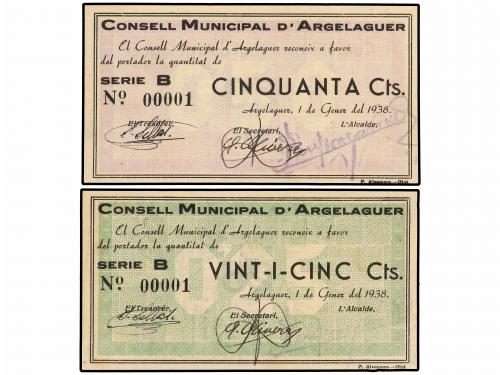 CONSELL MUNICIPAL D'ARGELAGUER
El Consell Municipal d'Argelaguer reconeix a favor
del portador la quantitat de
SERIE B
CINQUANTA Cts.
Nº 00001
Argelaguer, 1 de Gener del 1938.
El Tresorer,
El Secretari,
L'Alcalde,
P. Aluajore.-Olot
CONSELL MUNICIPAL D'ARGELAGUER
El Consell Municipal d'Argelaguer reconeix a favor
del portador la quantitat de
SERIE B
VINT-I-CINC Cts.
Nº 00001
Argelaguer, 1 de Gener del 1938.
El Tresorer,
El Secretari,
L'Alcalde,